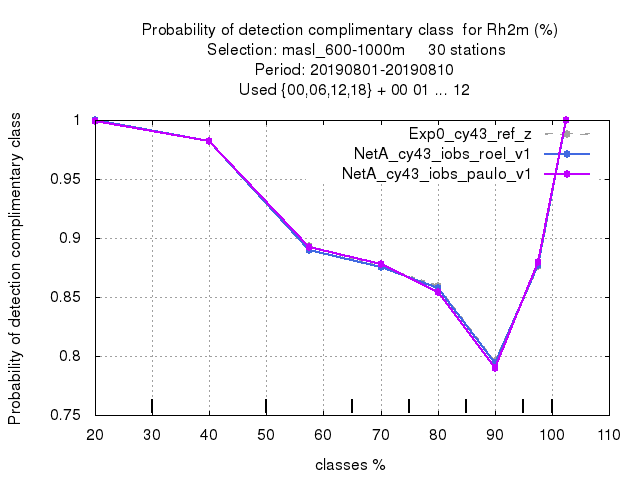 Probability of detection complimentary class  for Rh2m (%)
Selection: masl_600-1000m     30 stations
Period: 20190801-20190810
Used {00,06,12,18} + 00 01 ... 12
Probability of detection complimentary class
1
0.95
0.9
0.85
0.8
0.75
Exp0_cy43_ref_z
NetA_cy43_iobs_roel_v1
NetA_cy43_iobs_paulo_v1
20 30 40 50 60 70 80 90 100 110
classes %